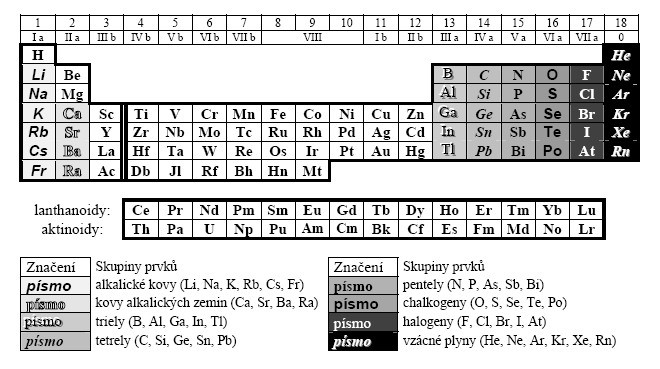 1 2 3 4 5 6 7 8 9 10 11 12 13 14 15 16 17 18
I a II a III b IV b V b VI b VII b VIII I b II b III a IV a V a VI a VII a 0
H He
Li Be B C N O F Ne
Na Mg Al Si P S Cl Ar
K Ca Sc Ti V Cr Mn Fe Co Ni Cu Zn Ga Ge As Se Br Kr
Rb Sr Y Zr Nb Mo Tc Ru Rh Pd Ag Cd In Sn Sb Te I Xe
Cs Ba La Hf Ta W Re Os Ir Pt Au Hg Tl Pb Bi Po At Rn
Fr Ra Ac Db Jl Rf Bh Hn Mt
lanthanoidy: Ce Pr Nd Pm Sm Eu Gd Tb Dy Ho Er Tm Yb Lu
aktinoidy: Th Pa U Np Pu Am Cm Bk Cf Es Fm Md No Lr
Značení Skupiny prvků Značení Skupiny prvků
písmo alkalické kovy (Li, Na, K, Rb, Cs, Fr) písmo pentely (N, P, As, Sb, Bi)
písmo kovy alkalických zemin (Ca, Sr, Ba, Ra) písmo chalkogeny (O, S, Se, Te, Po)
písmo triely (B, Al, Ga, In, Tl) písmo halogeny (F, Cl, Br, I, At)
písmo tetrely (C, Si, Ge, Sn, Pb) písmo vzácné plyny (He, Ne, Ar, Kr, Xe, Rn)